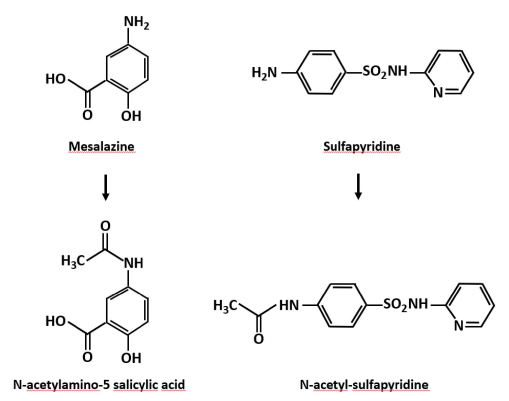 NH₂
HO
O
OH
Mesalazine
H₂N
SO₂NH
N
Sulfapyridine
O
H₃C
NH
HO
O
OH
N-acetylamino-5 salicylic acid
H₃C
HN
O
SO₂NH
N
N-acetyl-sulfapyridine